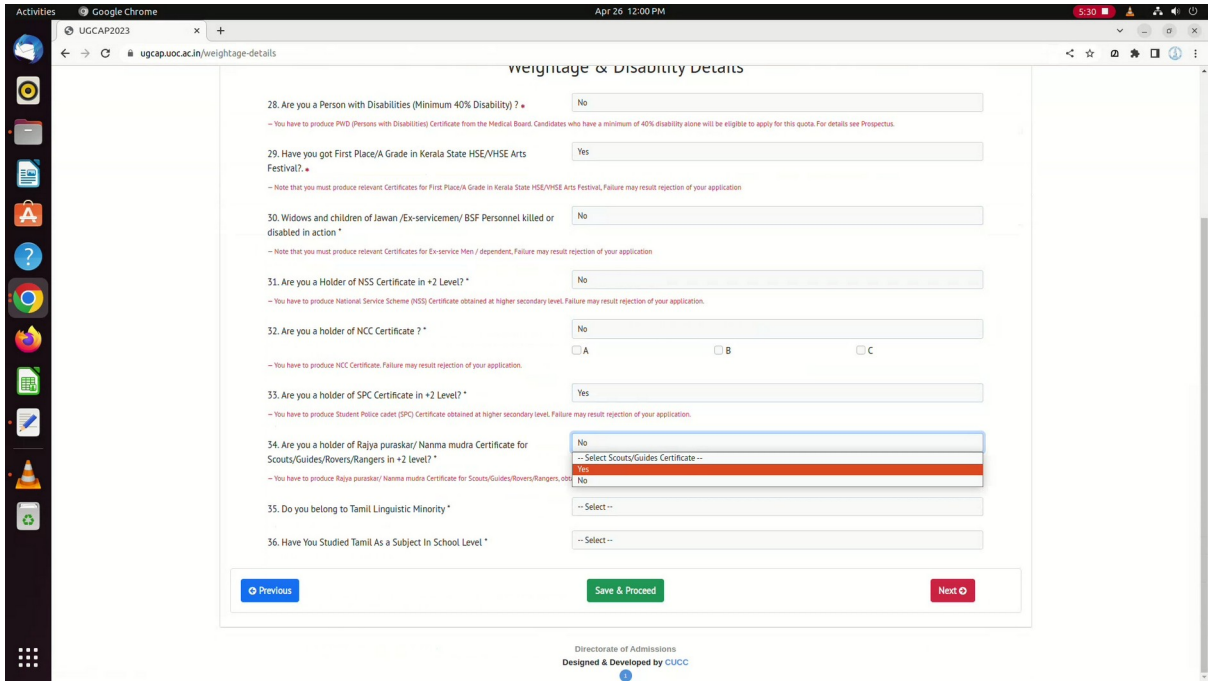 Activities Google Chrome Apr 26 12:00 PM 5:30
UGCAP2023
ugcap.uoc.ac.in/weightage-details
Weightage & Disability Details
28. Are you a Person with Disabilities (Minimum 40% Disability) ? No
-- You have to produce PWD (Persons with Disabilities) Certificate from the Medical Board. Candidates who have a minimum of 40% disability alone will be eligible to apply for this quota. For details see Prospectus.
29. Have you got First Place/A Grade in Kerala State HSE/VHSE Arts Yes
Festival?.
-- Note that you must produce relevant Certificates for First Place/A Grade in Kerala State HSE/VHSE Arts Festival, Failure may result rejection of your application
30. Widows and children of Jawan /Ex-servicemen/ BSF Personnel killed or No
disabled in action *
-- Note that you must produce relevant Certificates for Ex-service Men / dependent, Failure may result rejection of your application
31. Are you a Holder of NSS Certificate in +2 Level? * No
-- You have to produce National Service Scheme (NSS) Certificate obtained at higher secondary level. Failure may result rejection of your application.
32. Are you a holder of NCC Certificate ? * No
A B C
-- You have to produce NCC Certificate. Failure may result rejection of your application.
33. Are you a holder of SPC Certificate in +2 Level? * Yes
-- You have to produce Student Police cadet (SPC) Certificate obtained at higher secondary level. Failure may result rejection of your application.
34. Are you a holder of Rajya puraskar/ Nanma mudra Certificate for No
Scouts/Guides/Rovers/Rangers in +2 level? * -- Select Scouts/Guides Certificate --
Yes
-- You have to produce Rajya puraskar/ Nanma mudra Certificate for Scouts/Guides/Rovers/Rangers, obt No
35. Do you belong to Tamil Linguistic Minority * -- Select --
36. Have You Studied Tamil As a Subject In School Level * -- Select --
Previous Save & Proceed Next
Directorate of Admissions
Designed & Developed by CUCC